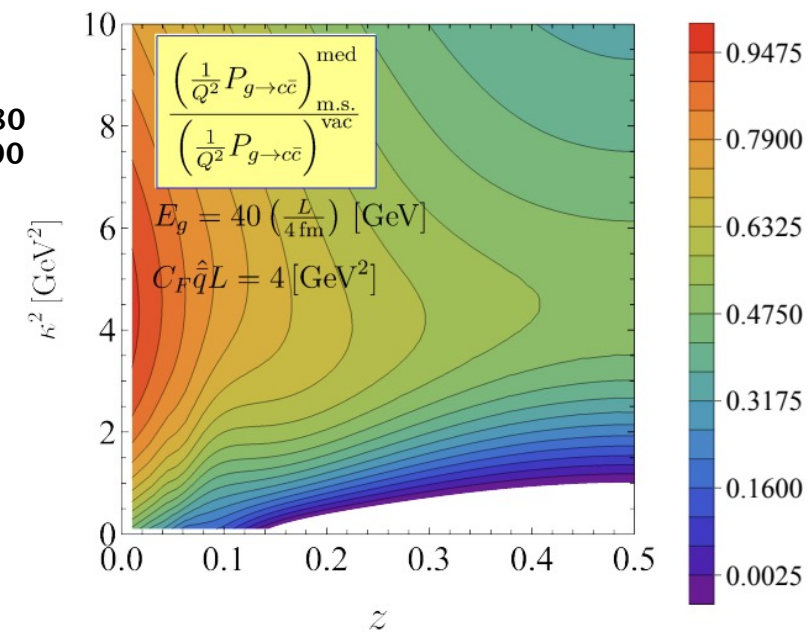 30
00
10
8
6
4
2
0
κ² [GeV²]
(1/Q² P_{g→cc̄})^{med}
(1/Q² P_{g→cc̄})^{m.s.}_{vac}
E_g = 40 (L/4 fm) [GeV]
C_F q̄̂ L = 4 [GeV²]
0.0 0.1 0.2 0.3 0.4 0.5
z
0.9475
0.7900
0.6325
0.4750
0.3175
0.1600
0.0025